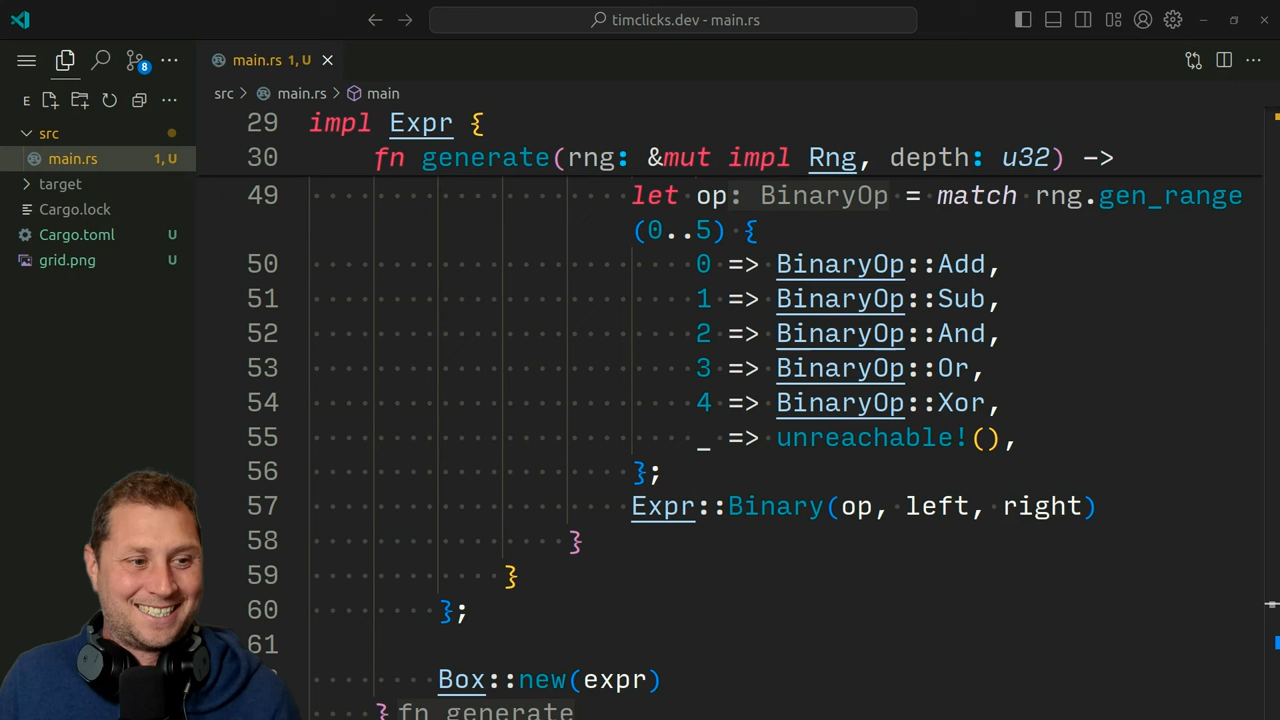 timclicks.dev - main.rs
8
main.rs 1, U
src > main.rs > main
E
src
main.rs 1, U
target
Cargo.lock
Cargo.toml U
grid.png U
29 impl Expr {
30 fn generate(rng: &mut impl Rng, depth: u32) ->
49 let op: BinaryOp = match rng.gen_range
(0..5) {
50 0 => BinaryOp::Add,
51 1 => BinaryOp::Sub,
52 2 => BinaryOp::And,
53 3 => BinaryOp::Or,
54 4 => BinaryOp::Xor,
55 _ => unreachable!(),
56 };
57 Expr::Binary(op, left, right)
58 }
59 }
60 };
61
Box::new(expr)
} fn generate